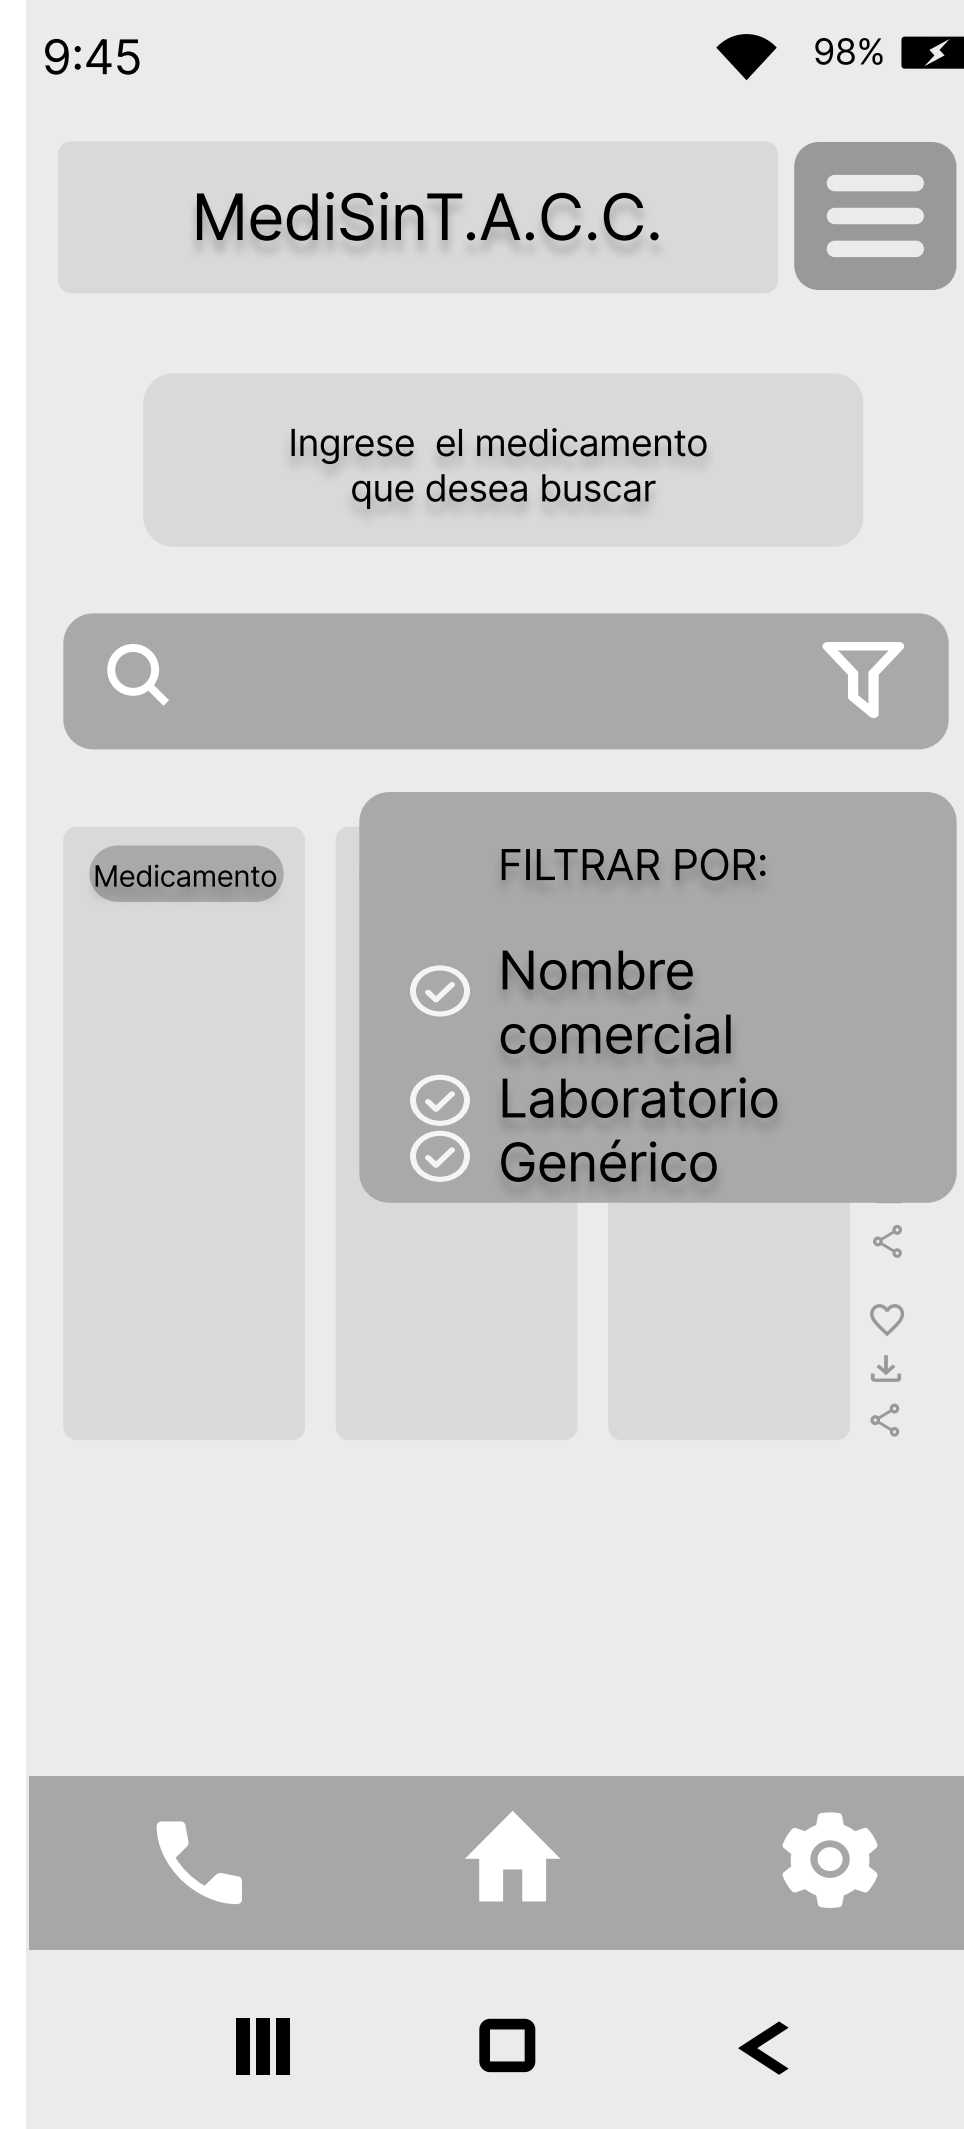 9:45
98%
MediSinT.A.C.C.
Ingrese el medicamento
que desea buscar
Medicamento
FILTRAR POR:
Nombre
comercial
Laboratorio
Genérico